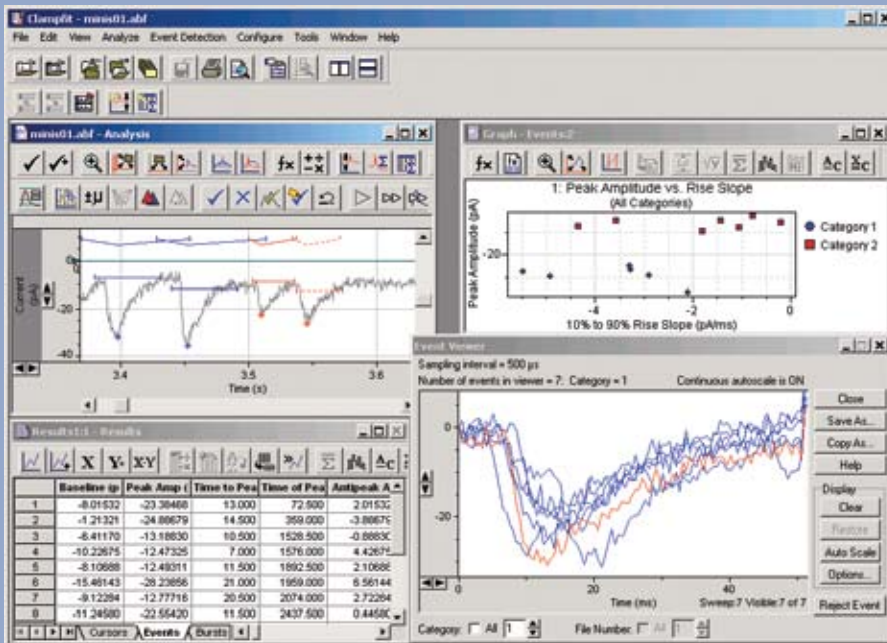 Clampfit - minis01.abf
File Edit View Analyze Event Detection Configure Tools Window Help
minis01.abf - Analysis
Current (pA)
0
-20
-40
3.4 3.5 3.6
Time (s)
Graph - Events:2
1: Peak Amplitude vs. Rise Slope
(All Categories)
Peak Amplitude (pA)
-20
-4 -2 0
10% to 90% Rise Slope (pA/ms)
Category 1
Category 2
Results1:1 - Results
X Y+ X-Y
Baseline (p Peak Amp ( Time to Pea Time of Pea Antipeak A
1 -8.01532 -23.38468 13.000 72.500 2.01532
2 -1.21321 -24.88679 14.500 359.000 -3.88679
3 -6.41170 -13.18830 10.500 1528.500 -0.88830
4 -10.22675 -12.47325 7.000 1576.000 4.42675
5 -8.10688 -12.49311 11.500 1892.500 2.10688
6 -15.46143 -28.23856 21.000 1959.000 6.56144
7 -9.12284 -12.77716 20.500 2074.000 2.72284
8 -11.24580 -22.55420 11.500 2437.500 0.44580
Cursors Events Bursts
Event Viewer
Sampling interval = 500 µs
Number of events in viewer = 7: Category = 1 Continuous autoscale is ON
0
-20
0 20 40
Time (ms) Sweep:7 Visible:7 of 7
Category: All 1 File Number: All 1
Close
Save As...
Copy As...
Help
Display
Clear
Restore
Auto Scale
Options...
Reject Event